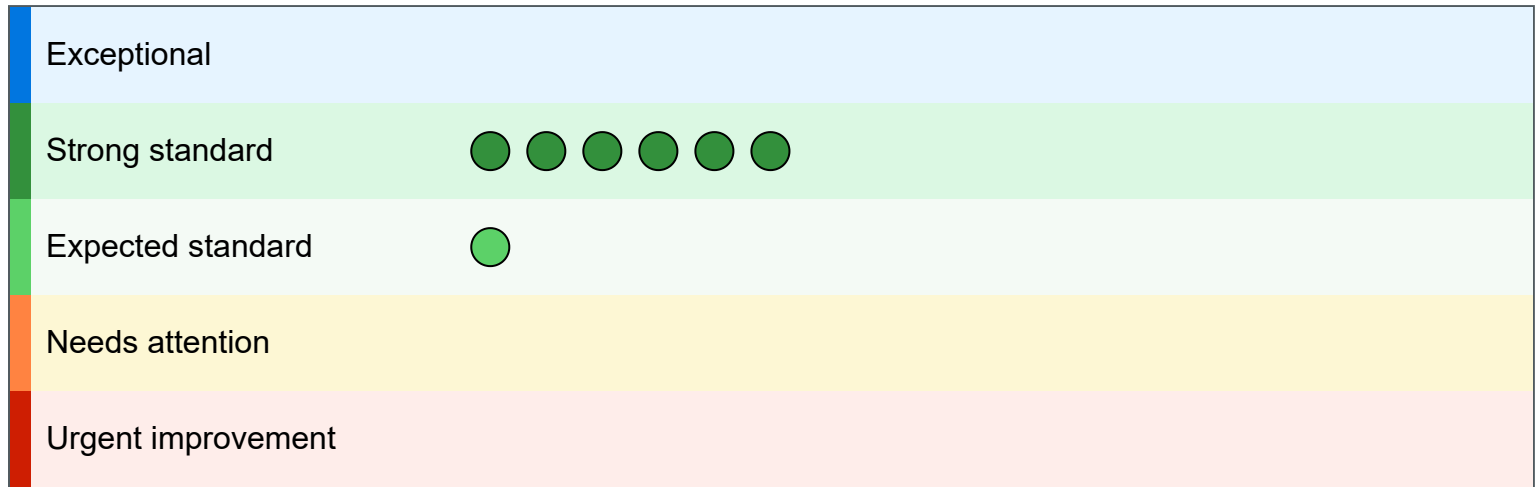 Exceptional
Strong standard
Expected standard
Needs attention
Urgent improvement